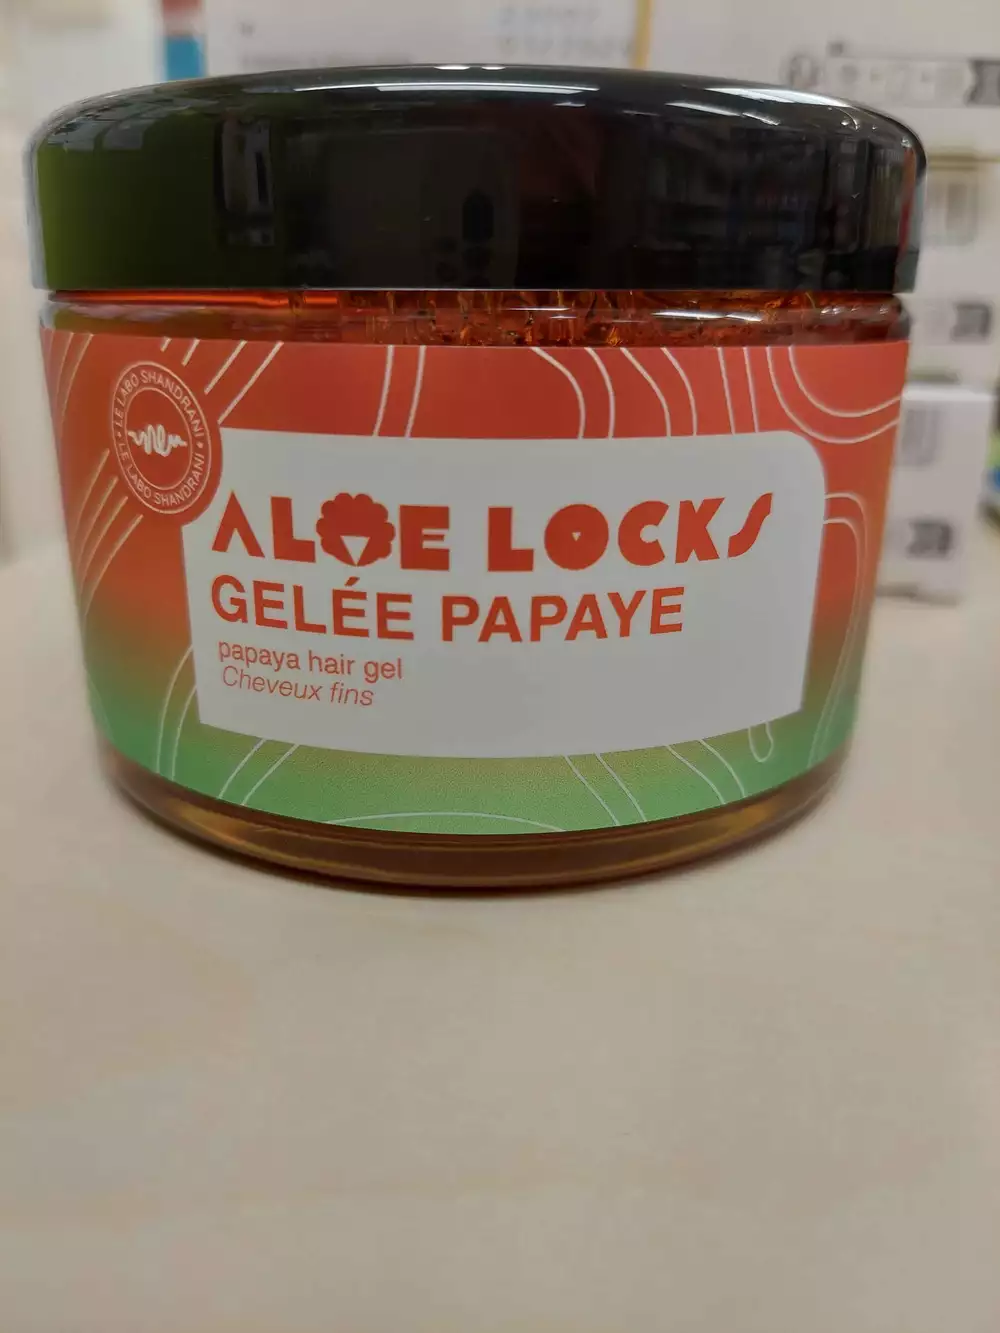 • LE LABO SHANDRANI •
LE LABO SHANDRANI
ALOE LOCKS
GELÉE PAPAYE
papaya hair gel
Cheveux fins